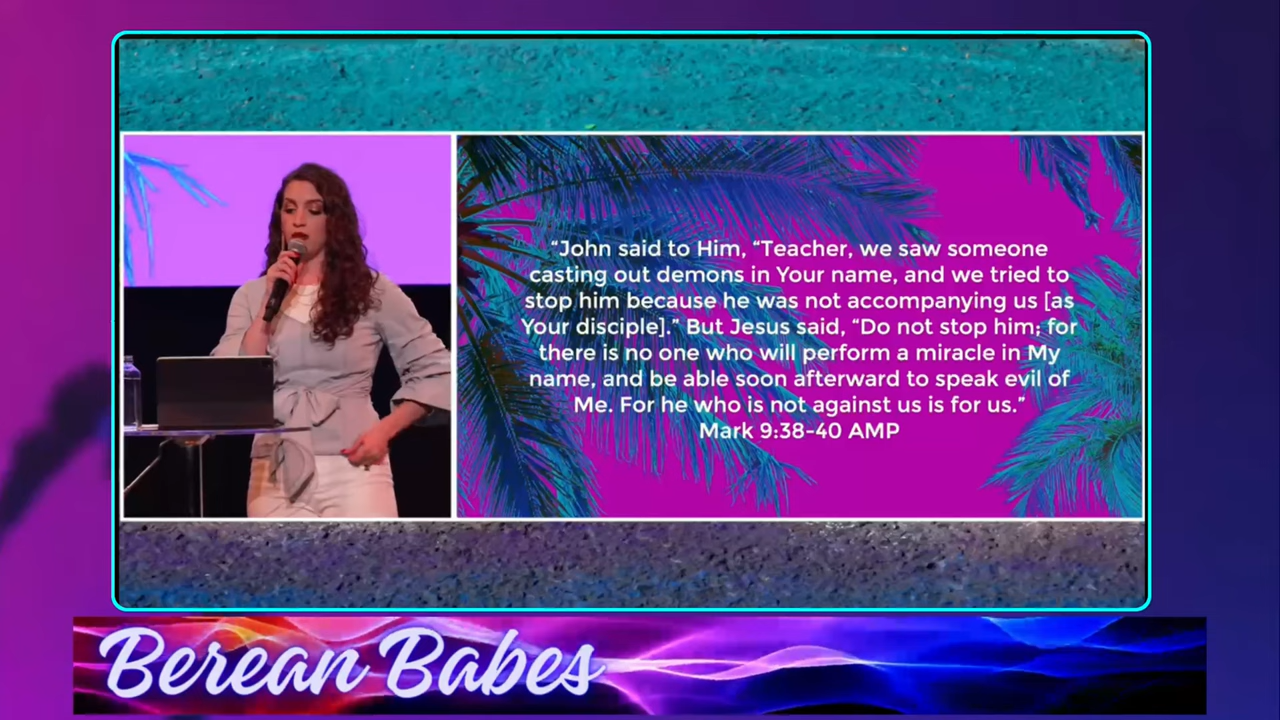 “John said to Him, “Teacher, we saw someone
casting out demons in Your name, and we tried to
stop him because he was not accompanying us [as
Your disciple].” But Jesus said, “Do not stop him; for
there is no one who will perform a miracle in My
name, and be able soon afterward to speak evil of
Me. For he who is not against us is for us.”
Mark 9:38-40 AMP
Berean Babes